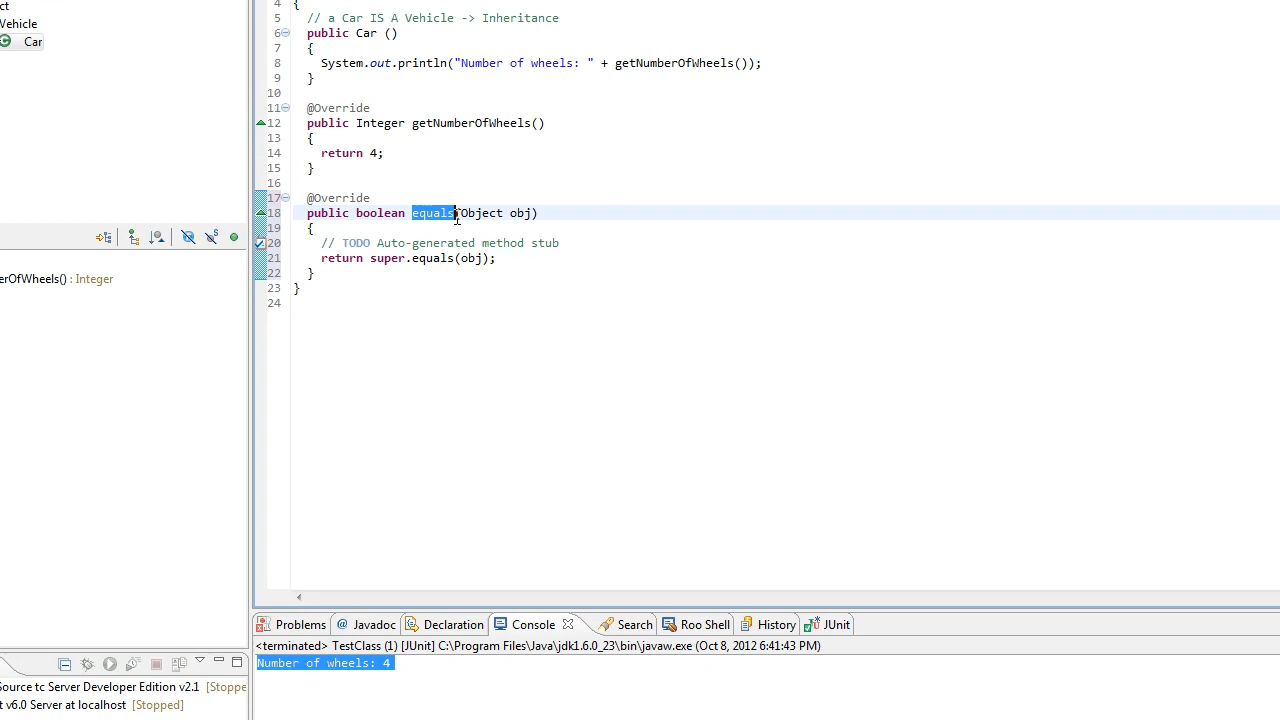 ct
Vehicle
Car
erOfWheels() : Integer
Source tc Server Developer Edition v2.1 [Stoppe
t v6.0 Server at localhost [Stopped]
4 {
5 // a Car IS A Vehicle -> Inheritance
6 public Car ()
7 {
8 System.out.println("Number of wheels: " + getNumberOfWheels());
9 }
10
11 @Override
12 public Integer getNumberOfWheels()
13 {
14 return 4;
15 }
16
17 @Override
18 public boolean equals(Object obj)
19 {
20 // TODO Auto-generated method stub
21 return super.equals(obj);
22 }
23 }
24
Problems @ Javadoc Declaration Console Search Roo Shell History JUnit
<terminated> TestClass (1) [JUnit] C:\Program Files\Java\jdk1.6.0_23\bin\javaw.exe (Oct 8, 2012 6:41:43 PM)
Number of wheels: 4